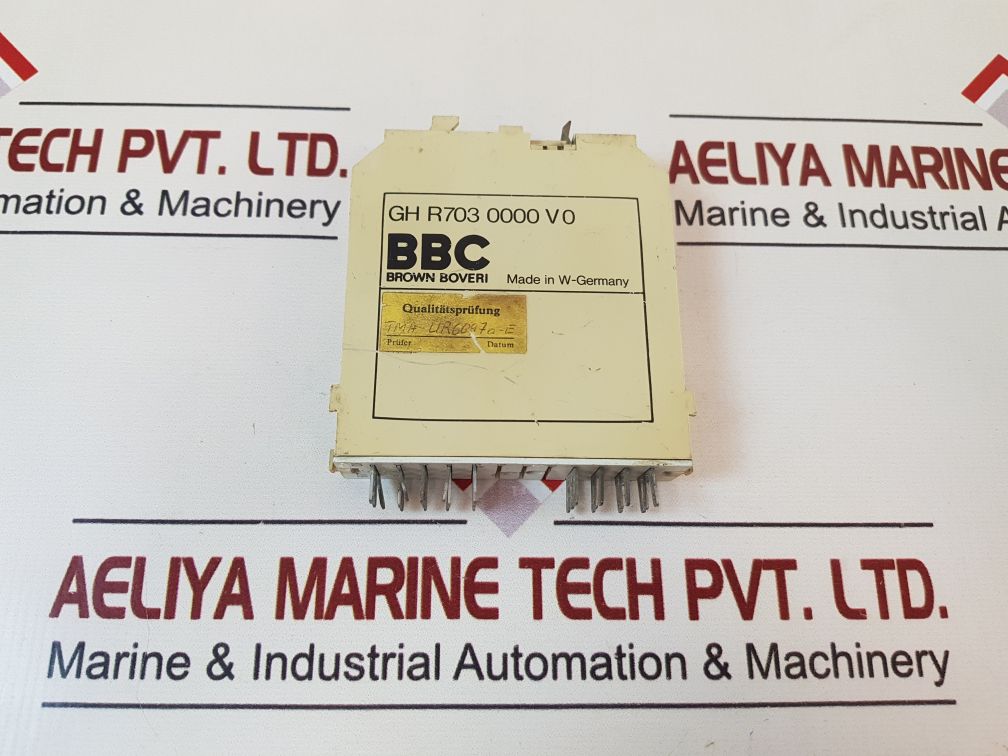 TECH PVT. LTD.
mation & Machinery
AELIYA MARINE
Marine & Industrial A
GH R703 0000 V0
BBC
BROWN BOVERI Made in W-Germany
Qualitätsprüfung
Prüfer Datum
AELIYA MARINE TECH PVT. LTD.
Marine & Industrial Automation & Machinery